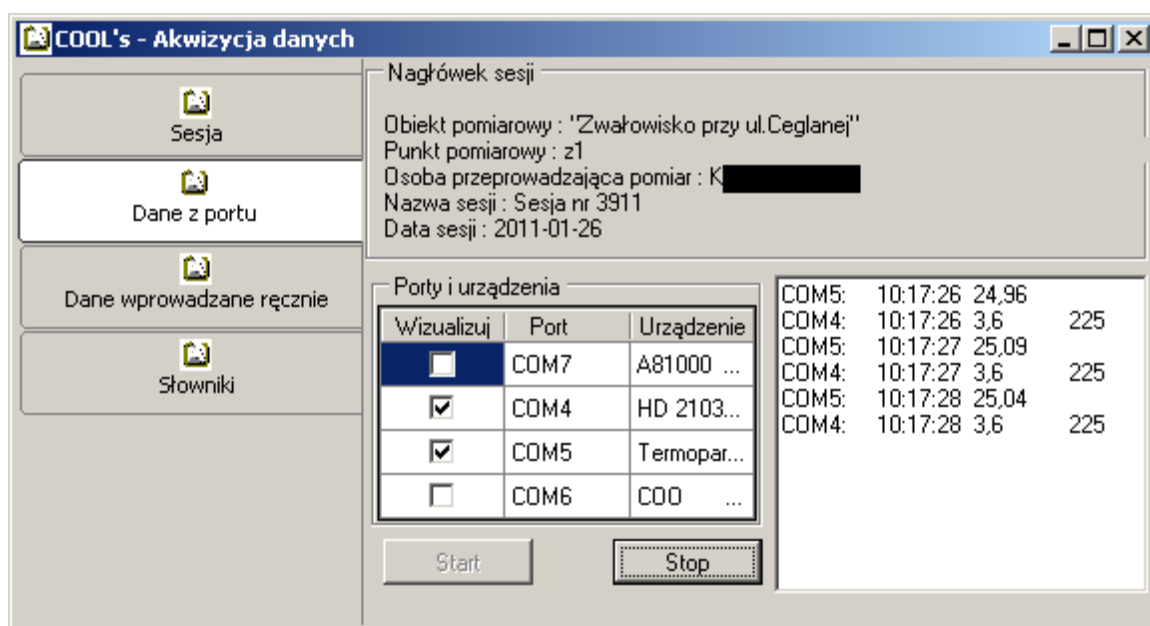 COOL's - Akwizycja danych
Sesja
Dane z portu
Dane wprowadzane ręcznie
Słowniki
Nagłówek sesji
Obiekt pomiarowy : "Zwałowisko przy ul.Ceglanej"
Punkt pomiarowy : z1
Osoba przeprowadzająca pomiar : K
Nazwa sesji : Sesja nr 3911
Data sesji : 2011-01-26
Porty i urządzenia
Wizualizuj Port Urządzenie
COM7 A81000 ...
COM4 HD 2103...
COM5 Termopar...
COM6 COO ...
Start Stop
COM5: 10:17:26 24,96
COM4: 10:17:26 3,6 225
COM5: 10:17:27 25,09
COM4: 10:17:27 3,6 225
COM5: 10:17:28 25,04
COM4: 10:17:28 3,6 225